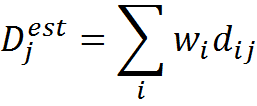 $D_j^{est} = \sum_i w_i d_{ij}$